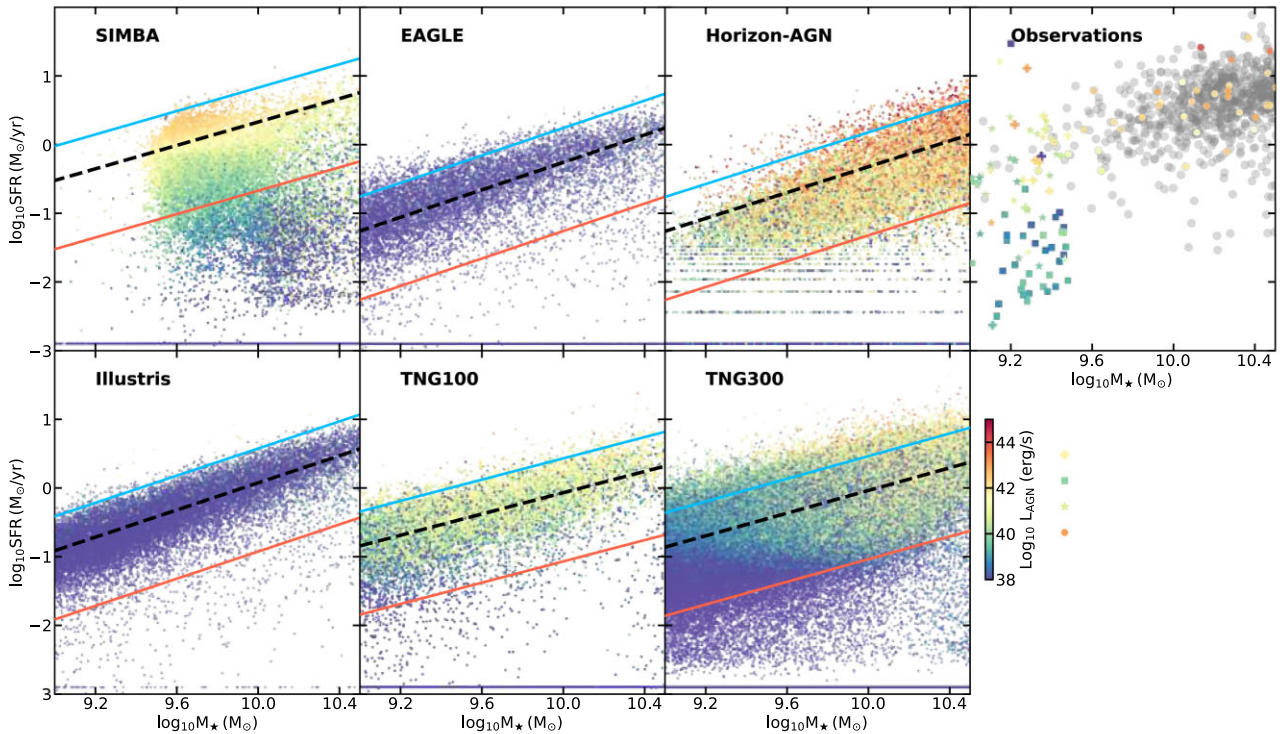 SIMBA
EAGLE
Horizon-AGN
Observations
1
0
−1
−2
−3
log₁₀SFR (M⊙/yr)
9.2 9.6 10.0 10.4
log₁₀M★ (M⊙)
Illustris
TNG100
TNG300
1
0
−1
−2
3
log₁₀SFR (M⊙/yr)
44
42
40
38
Log₁₀ L_AGN (erg/s)
9.2 9.6 10.0 10.4
9.2 9.6 10.0 10.4
9.2 9.6 10.0 10.4
log₁₀M★ (M⊙)
log₁₀M★ (M⊙)
log₁₀M★ (M⊙)